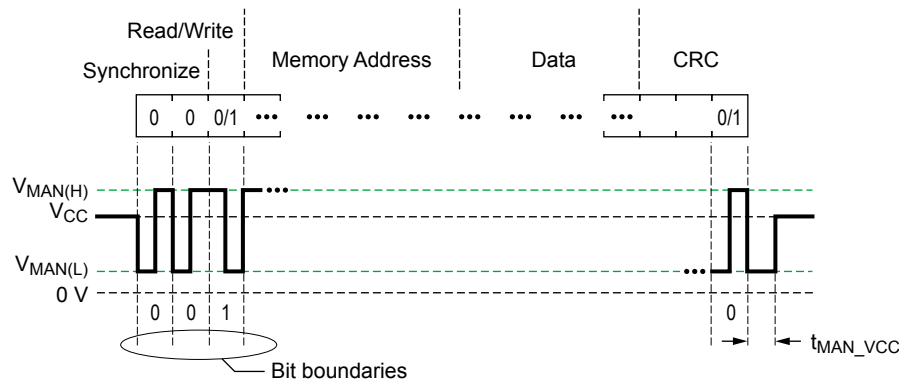 Read/Write
Memory Address Data CRC
Synchronize
0 0 0/1 ••• ••• ••• ••• ••• ••• ••• ••• 0/1
V_MAN(H)
•••
V_CC
V_MAN(L)
•••
0 V
0 0 1 0
t_MAN_VCC
Bit boundaries